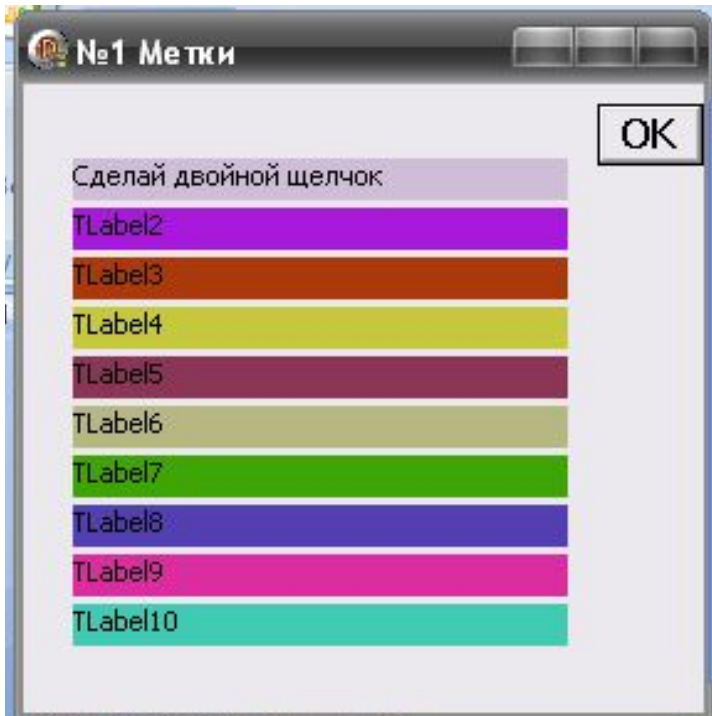 №1 Метки
OK
Сделай двойной щелчок
TLabel2
TLabel3
TLabel4
TLabel5
TLabel6
TLabel7
TLabel8
TLabel9
TLabel10